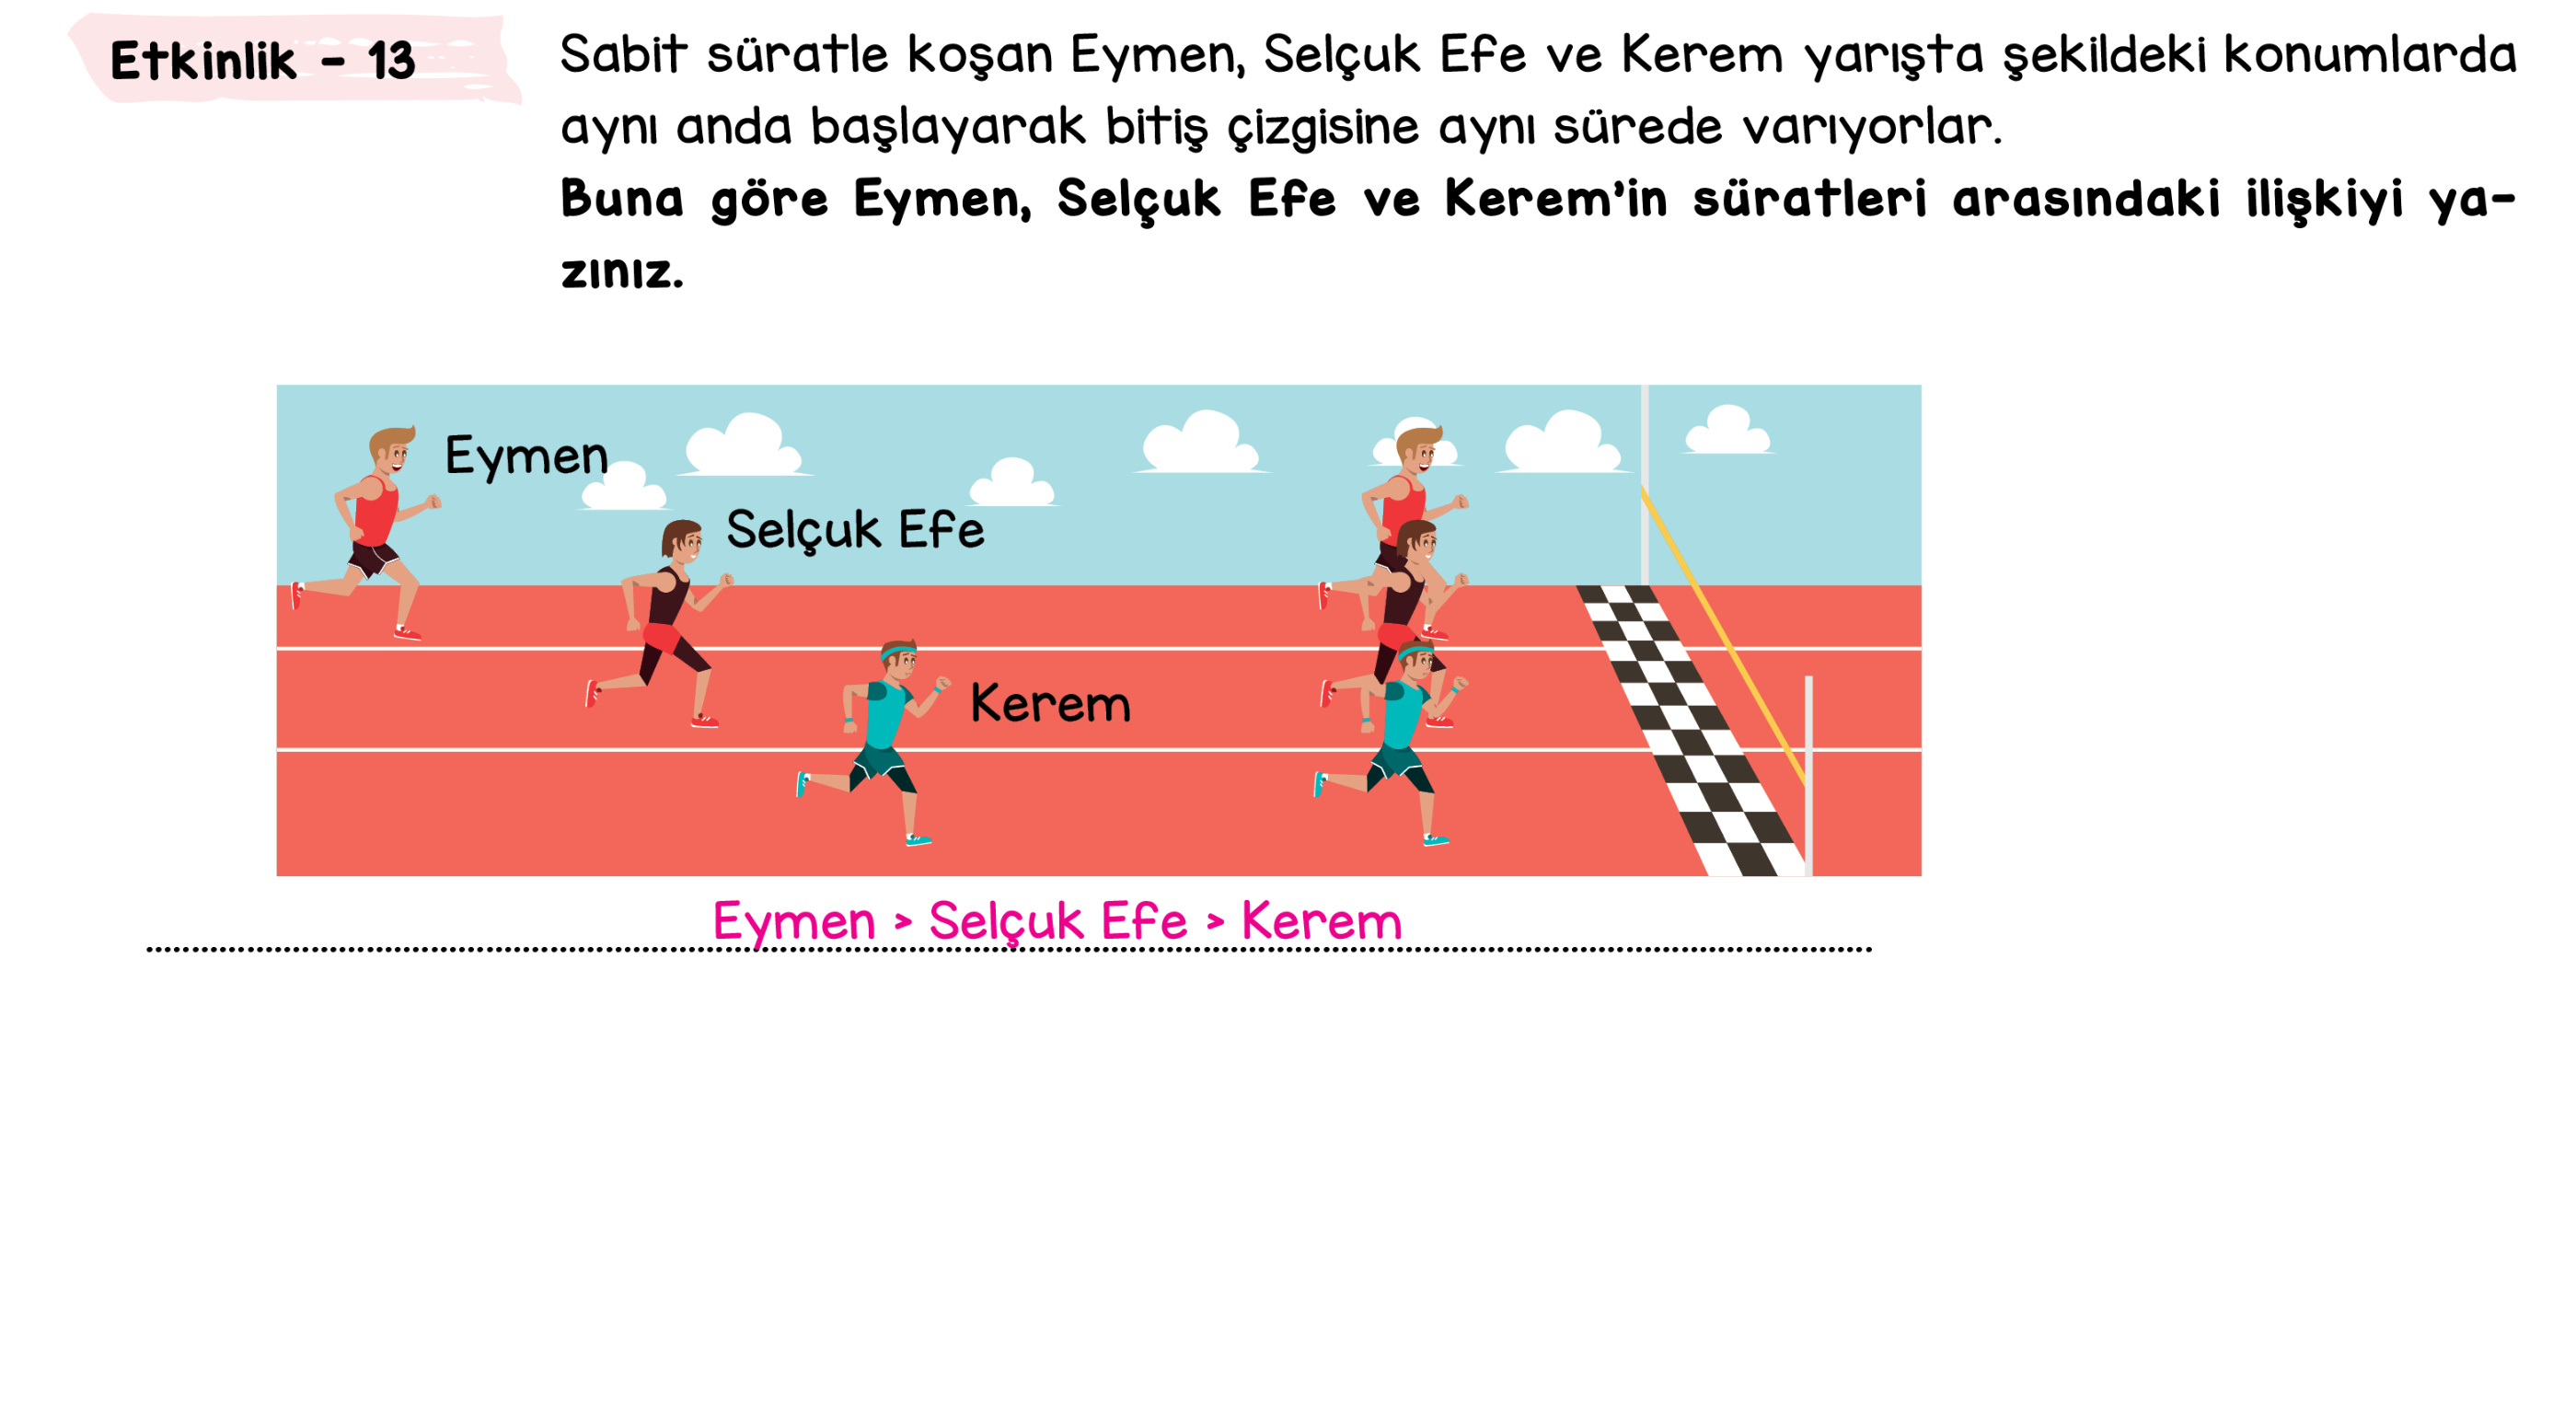 Etkinlik - 13
Sabit süratle koşan Eymen, Selçuk Efe ve Kerem yarışta şekildeki konumlarda
aynı anda başlayarak bitiş çizgisine aynı sürede varıyorlar.
Buna göre Eymen, Selçuk Efe ve Kerem'in süratleri arasındaki ilişkiyi ya-
zınız.
Eymen
Selçuk Efe
Kerem
Eymen > Selçuk Efe > Kerem